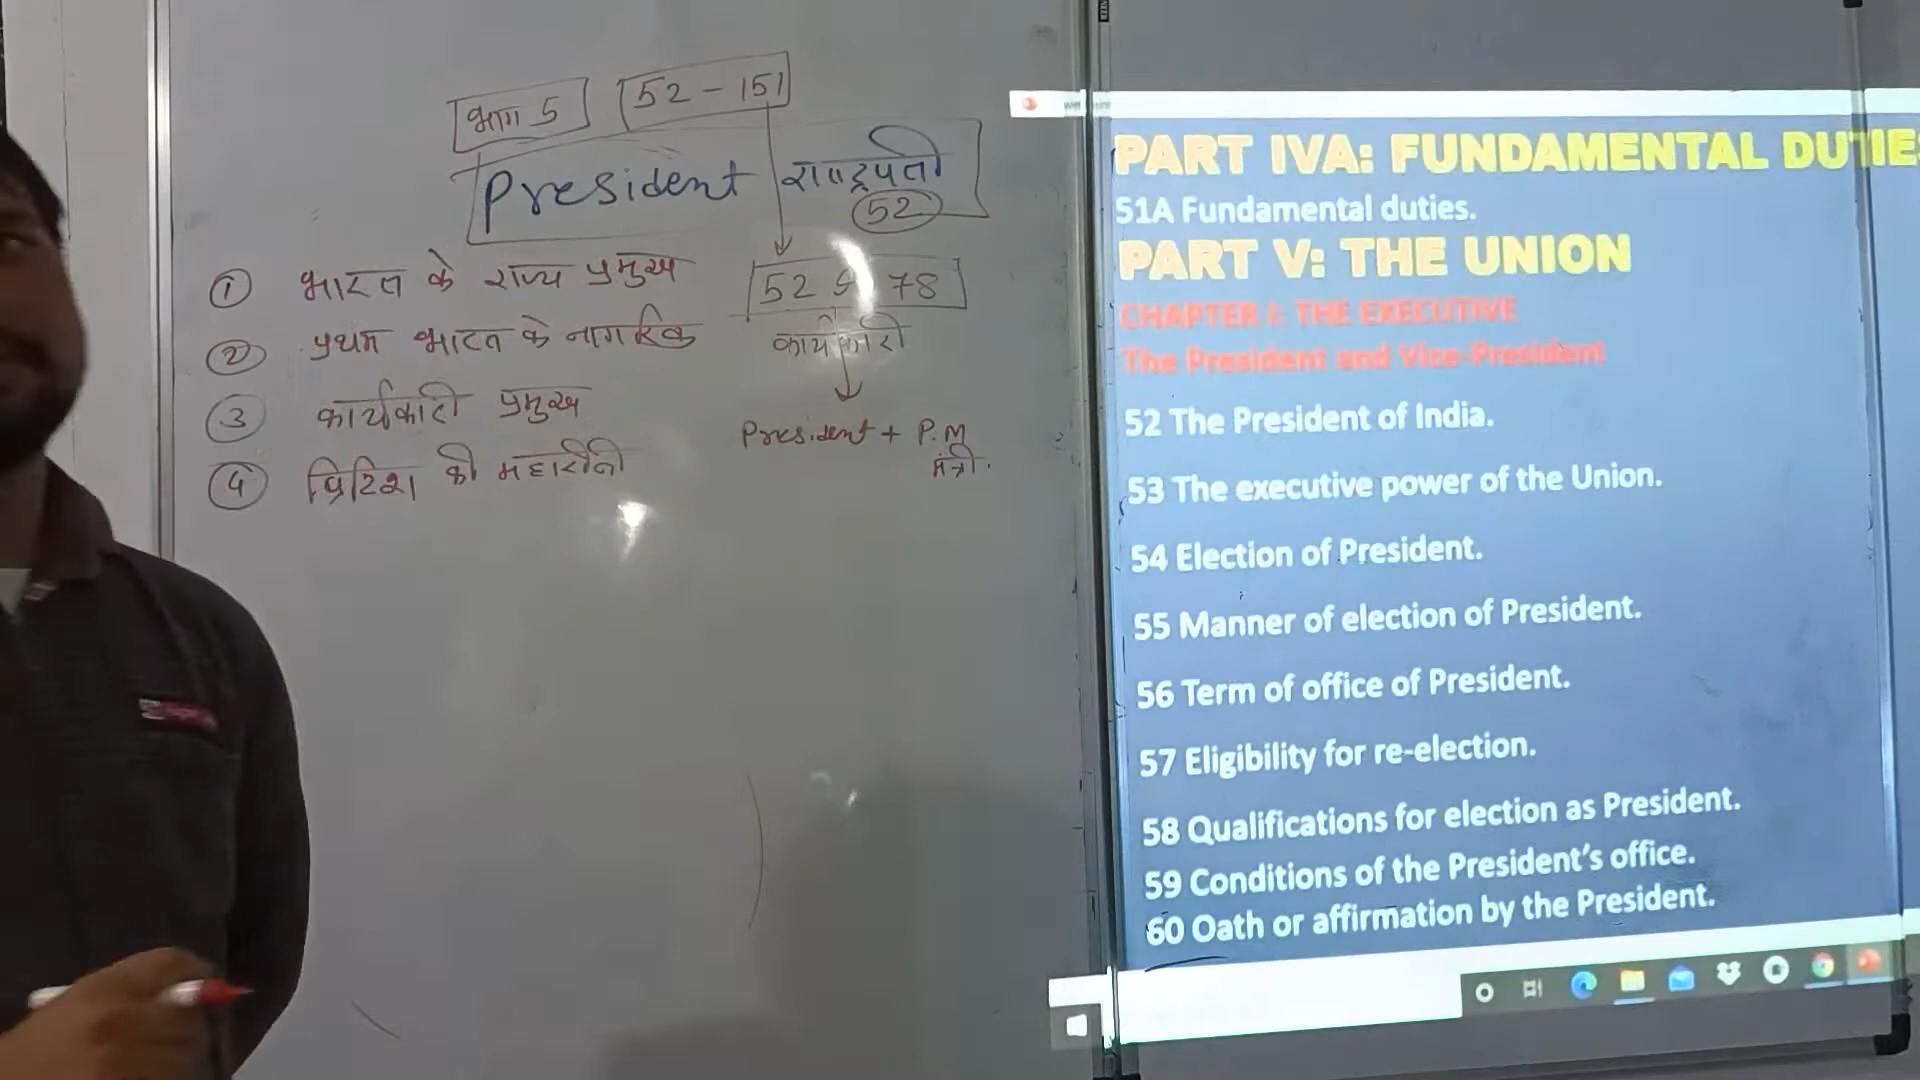 भाग 5 52 - 151
President राष्ट्रपती
52
① भारत के राज्य प्रमुख
② प्रथम भारत के नागरिक
③ कार्यकारी प्रमुख
④ ब्रिटिश की महारानी
52 से 78
कार्यकारी
President + P.M
मंत्री.
PART IVA: FUNDAMENTAL DUTIE
51A Fundamental duties.
PART V: THE UNION
CHAPTER I: THE EXECUTIVE
The President and Vice-President
52 The President of India.
53 The executive power of the Union.
54 Election of President.
55 Manner of election of President.
56 Term of office of President.
57 Eligibility for re-election.
58 Qualifications for election as President.
59 Conditions of the President's office.
60 Oath or affirmation by the President.